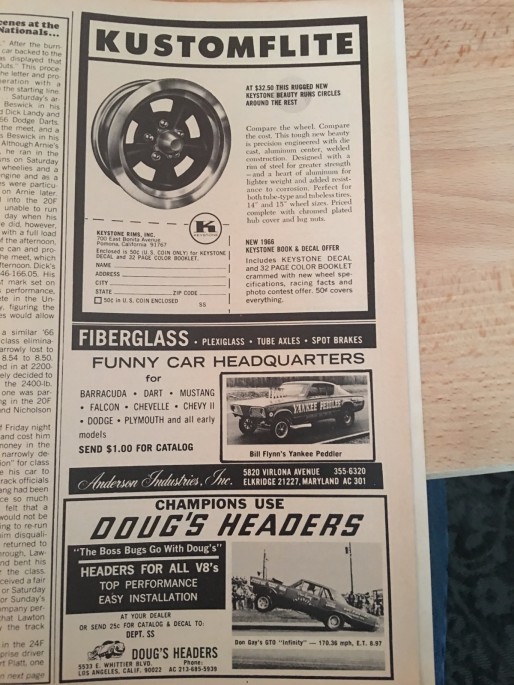 cenes at the
Nationals...
After the burn-
car backed to the
was displayed that
Outs." This proce-
he letter and pro-
eration with a
the starting line
Saturday's ar-
Beswick in his
d Dick Landy and
66 Dodge Darts.
the meet, and a
s Beswick in his
Although Arnie's
he ran in the
uns on Saturday
wheelies and a
engine and as a
es were particu-
on Arnie later
l into the 20F
unable to run
day when his
re did, however,
with a full load
of the afternoon,
e can and pro-
he meet, which
afternoon. Dick's
46-166.05. His
t mark set on
s performance,
de in the Un-
y, figuring the
es would allow
a similar '66
class elimina-
arrowly lost to
8.54 to 8.50.
ed in at 2200-
ely decided to
the 2400-lb.
one was par-
ng in the 20F
nd Nicholson
f Friday night
and cost him
money in the
narrowly de-
ion" for class
e his car to
rack officials
ang had been
ce so much
felt that a
would not be
ng to re-run
im disquali-
returned to
rough, Law-
nd bent his
the class.
ceived a fair
or Saturday
or Sunday's
ompany per-
that Lawton
y the track
in the 24F
prise driver
rt Platt, one
n next page
KUSTOMFLITE
AT $32.50 THIS RUGGED NEW
KEYSTONE BEAUTY RUNS CIRCLES
AROUND THE REST
Compare the wheel. Compare
the cost. This tough new beauty
is precision engineered with die
cast, aluminum center, welded
construction. Designed with a
rim of steel for greater strength
—and a heart of aluminum for
lighter weight and added resist-
ance to corrosion. Perfect for
both tube-type and tubeless tires,
14" and 15" wheel sizes. Priced
complete with chromed plated
hub cover and lug nuts.
NEW 1966
KEYSTONE BOOK & DECAL OFFER
Includes KEYSTONE DECAL
and 32 PAGE COLOR BOOKLET
crammed with new wheel spe-
cifications, racing facts and
photo contest offer. 50¢ covers
everything.
K
KEYSTONE RIMS, INC.
700 East Bonita Avenue
Pomona, California 91767
Enclosed is 50¢ (U.S. COIN ONLY) for KEYSTONE
DECAL and 32 PAGE COLOR BOOKLET.
NAME
ADDRESS
CITY
STATE ZIP CODE
50¢ in U.S. COIN ENCLOSED SS
FIBERGLASS • PLEXIGLASS • TUBE AXLES • SPOT BRAKES
FUNNY CAR HEADQUARTERS
for
BARRACUDA • DART • MUSTANG
• FALCON • CHEVELLE • CHEVY II
• DODGE • PLYMOUTH and all early
models
SEND $1.00 FOR CATALOG
YANKEE PEDDLER
Bill Flynn's Yankee Peddler
Anderson Industries, Inc. 5820 VIRLONA AVENUE 355-6320
ELKRIDGE 21227, MARYLAND AC 301
CHAMPIONS USE
DOUG'S HEADERS
"The Boss Bugs Go With Doug's"
HEADERS FOR ALL V8's
TOP PERFORMANCE
EASY INSTALLATION
AT YOUR DEALER
OR SEND 25¢ FOR CATALOG & DECAL TO:
DEPT. SS
DOUG'S HEADERS
5533 E. WHITTIER BLVD. Phone:
LOS ANGELES, CALIF. 90022 AC 213-685-5939
Don Gay's GTO "Infinity" — 170.36 mph, E.T. 8.97